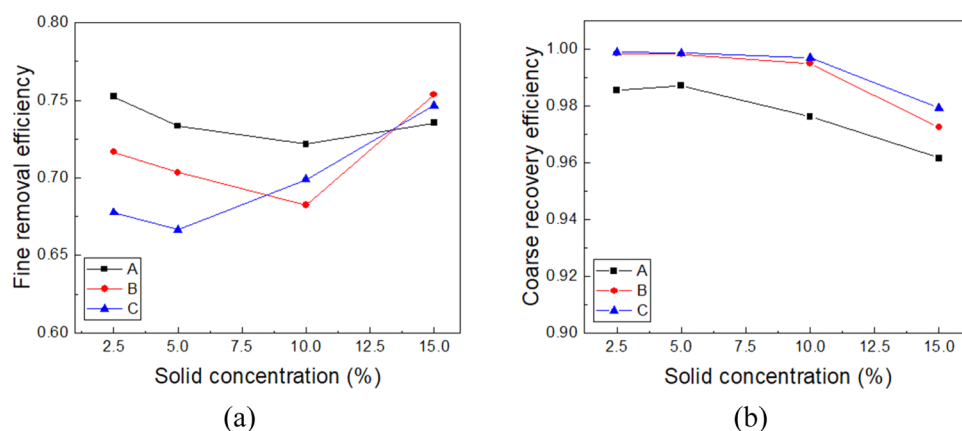 0.80
0.75
0.70
0.65
0.60
Fine removal efficiency
A
B
C
2.5 5.0 7.5 10.0 12.5 15.0
Solid concentration (%)
(a)
1.00
0.98
0.96
0.94
0.92
0.90
Coarse recovery efficiency
A
B
C
2.5 5.0 7.5 10.0 12.5 15.0
Solid concentration (%)
(b)